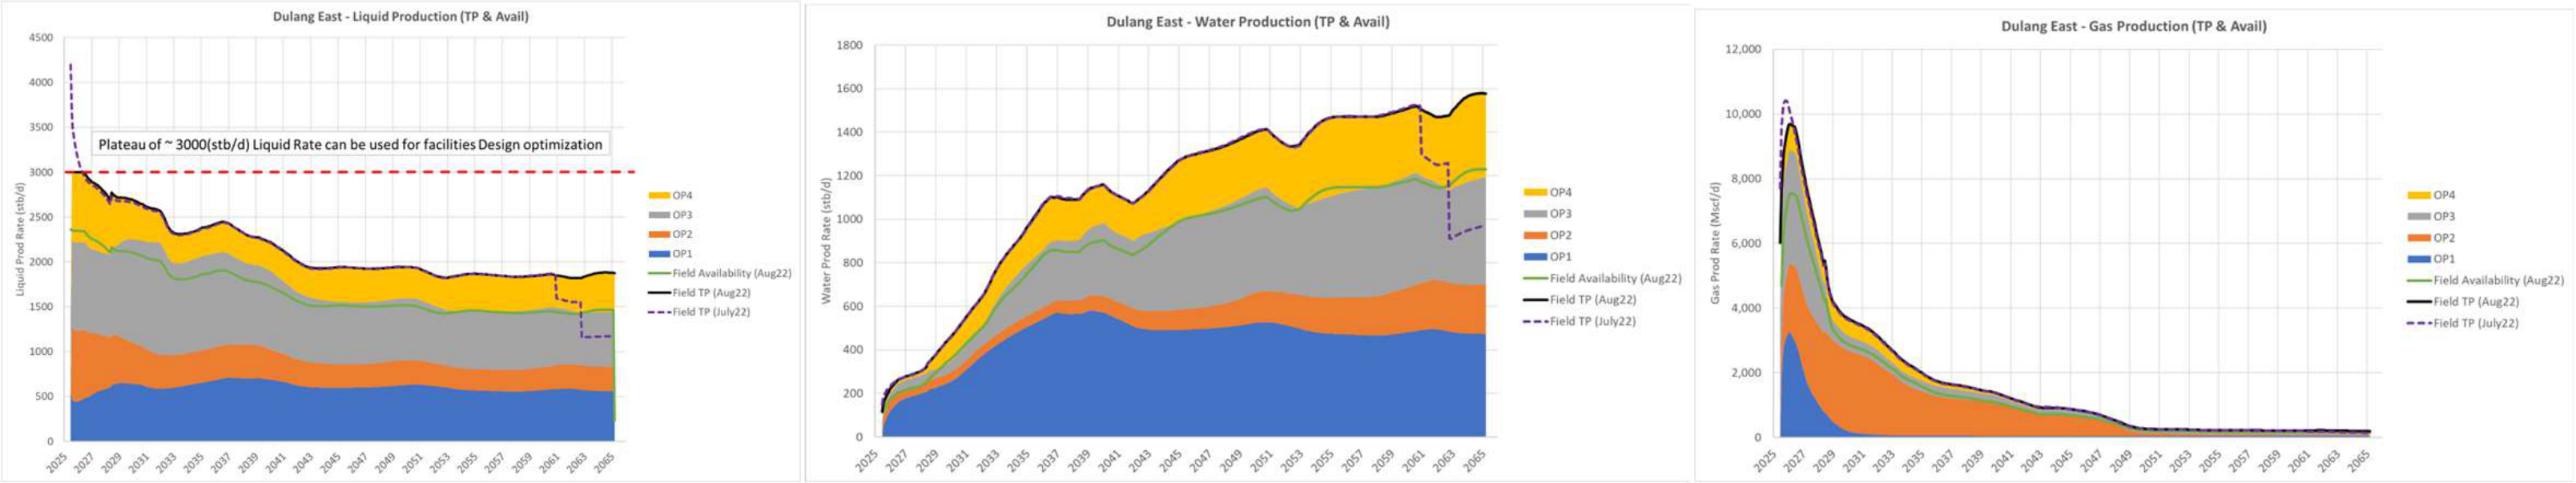 Dulang East - Liquid Production (TP & Avail)
Liquid Prod Rate (stb/d)
4500
4000
3500
3000
2500
2000
1500
1000
500
0
Plateau of ~ 3000(stb/d) Liquid Rate can be used for facilities Design optimization
2025 2027 2029 2031 2033 2035 2037 2039 2041 2043 2045 2047 2049 2051 2053 2055 2057 2059 2061 2063 2065
OP4
OP3
OP2
OP1
Field Availability (Aug22)
Field TP (Aug22)
Field TP (July22)
Dulang East - Water Production (TP & Avail)
Water Prod Rate (stb/d)
1800
1600
1400
1200
1000
800
600
400
200
0
2025 2027 2029 2031 2033 2035 2037 2039 2041 2043 2045 2047 2049 2051 2053 2055 2057 2059 2061 2063 2065
OP4
OP3
OP2
OP1
Field Availability (Aug22)
Field TP (Aug22)
Field TP (July22)
Dulang East - Gas Production (TP & Avail)
Gas Prod Rate (Mscf/d)
12,000
10,000
8,000
6,000
4,000
2,000
0
2025 2027 2029 2031 2033 2035 2037 2039 2041 2043 2045 2047 2049 2051 2053 2055 2057 2059 2061 2063 2065
OP4
OP3
OP2
OP1
Field Availability (Aug22)
Field TP (Aug22)
Field TP (July22)